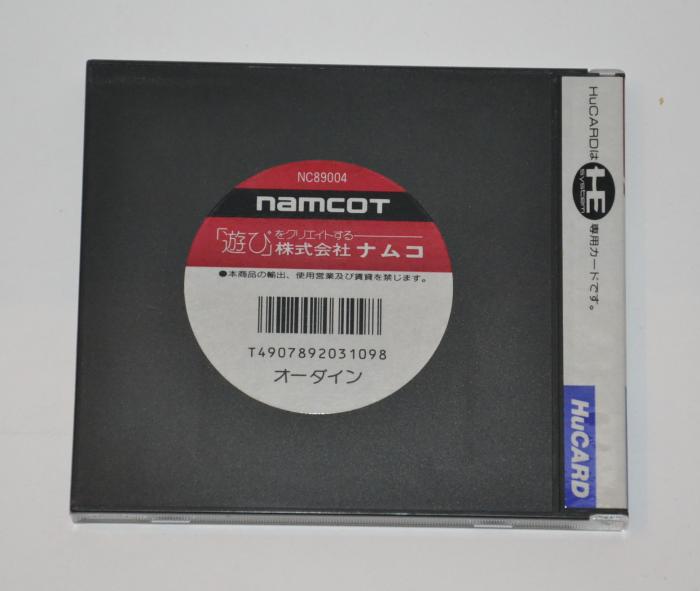 NC89004
namcot
「遊び」をクリエイトする
株式会社 ナムコ
●本商品の輸出、使用営業及び賃貸を禁じます。
T4907892031098
オーダイン
HuCARDは HE system 専用カードです。
HuCARD